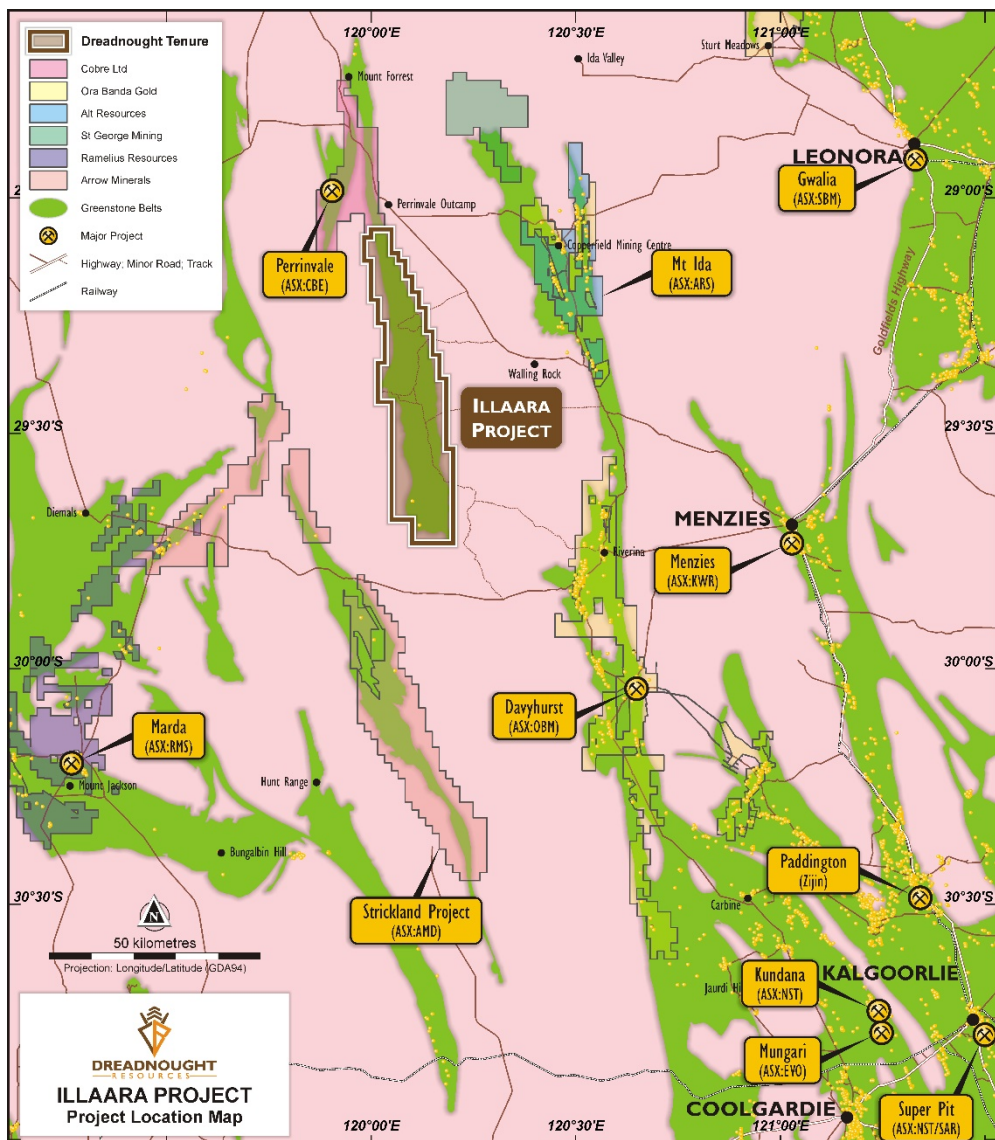 120°00'E
120°30'E
121°00'E
Dreadnought Tenure
Cobre Ltd
Ora Banda Gold
Alt Resources
St George Mining
Ramelius Resources
Arrow Minerals
Greenstone Belts
Major Project
Highway; Minor Road; Track
Railway
Sturt Meadows
Ida Valley
Mount Forrest
LEONORA
Gwalia
(ASX:SBM)
29°00'S
Perrinvale Outcamp
Copperfield Mining Centre
Perrinvale
(ASX:CBE)
Mt Ida
(ASX:ARS)
Goldfields Highway
Walling Rock
ILLAARA
PROJECT
29°30'S
29°30'S
Diemals
MENZIES
Riverina
Menzies
(ASX:KWR)
30°00'S
30°00'S
Davyhurst
(ASX:OBM)
Marda
(ASX:RMS)
Mount Jackson
Hunt Range
Bungalbin Hill
Paddington
(Zijin)
30°30'S
30°30'S
Carbine
Strickland Project
(ASX:AMD)
N
50 kilometres
Projection: Longitude/Latitude (GDA94)
Kundana
(ASX:NST)
KALGOORLIE
Jaurdi
Mungari
(ASX:EVO)
DREADNOUGHT
RESOURCES
ILLAARA PROJECT
Project Location Map
COOLGARDIE
Super Pit
(ASX:NST/SAR)
120°00'E
120°30'E
121°00'E